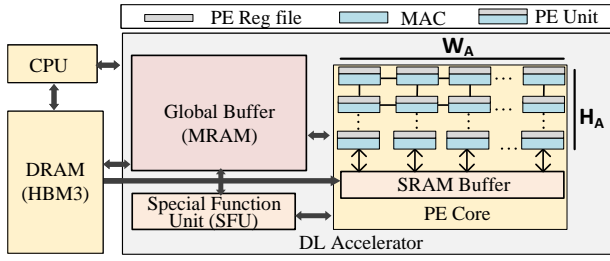 PE Reg file MAC PE Unit
CPU
DRAM
(HBM3)
Global Buffer
(MRAM)
Special Function
Unit (SFU)
W_A
H_A
SRAM Buffer
PE Core
DL Accelerator